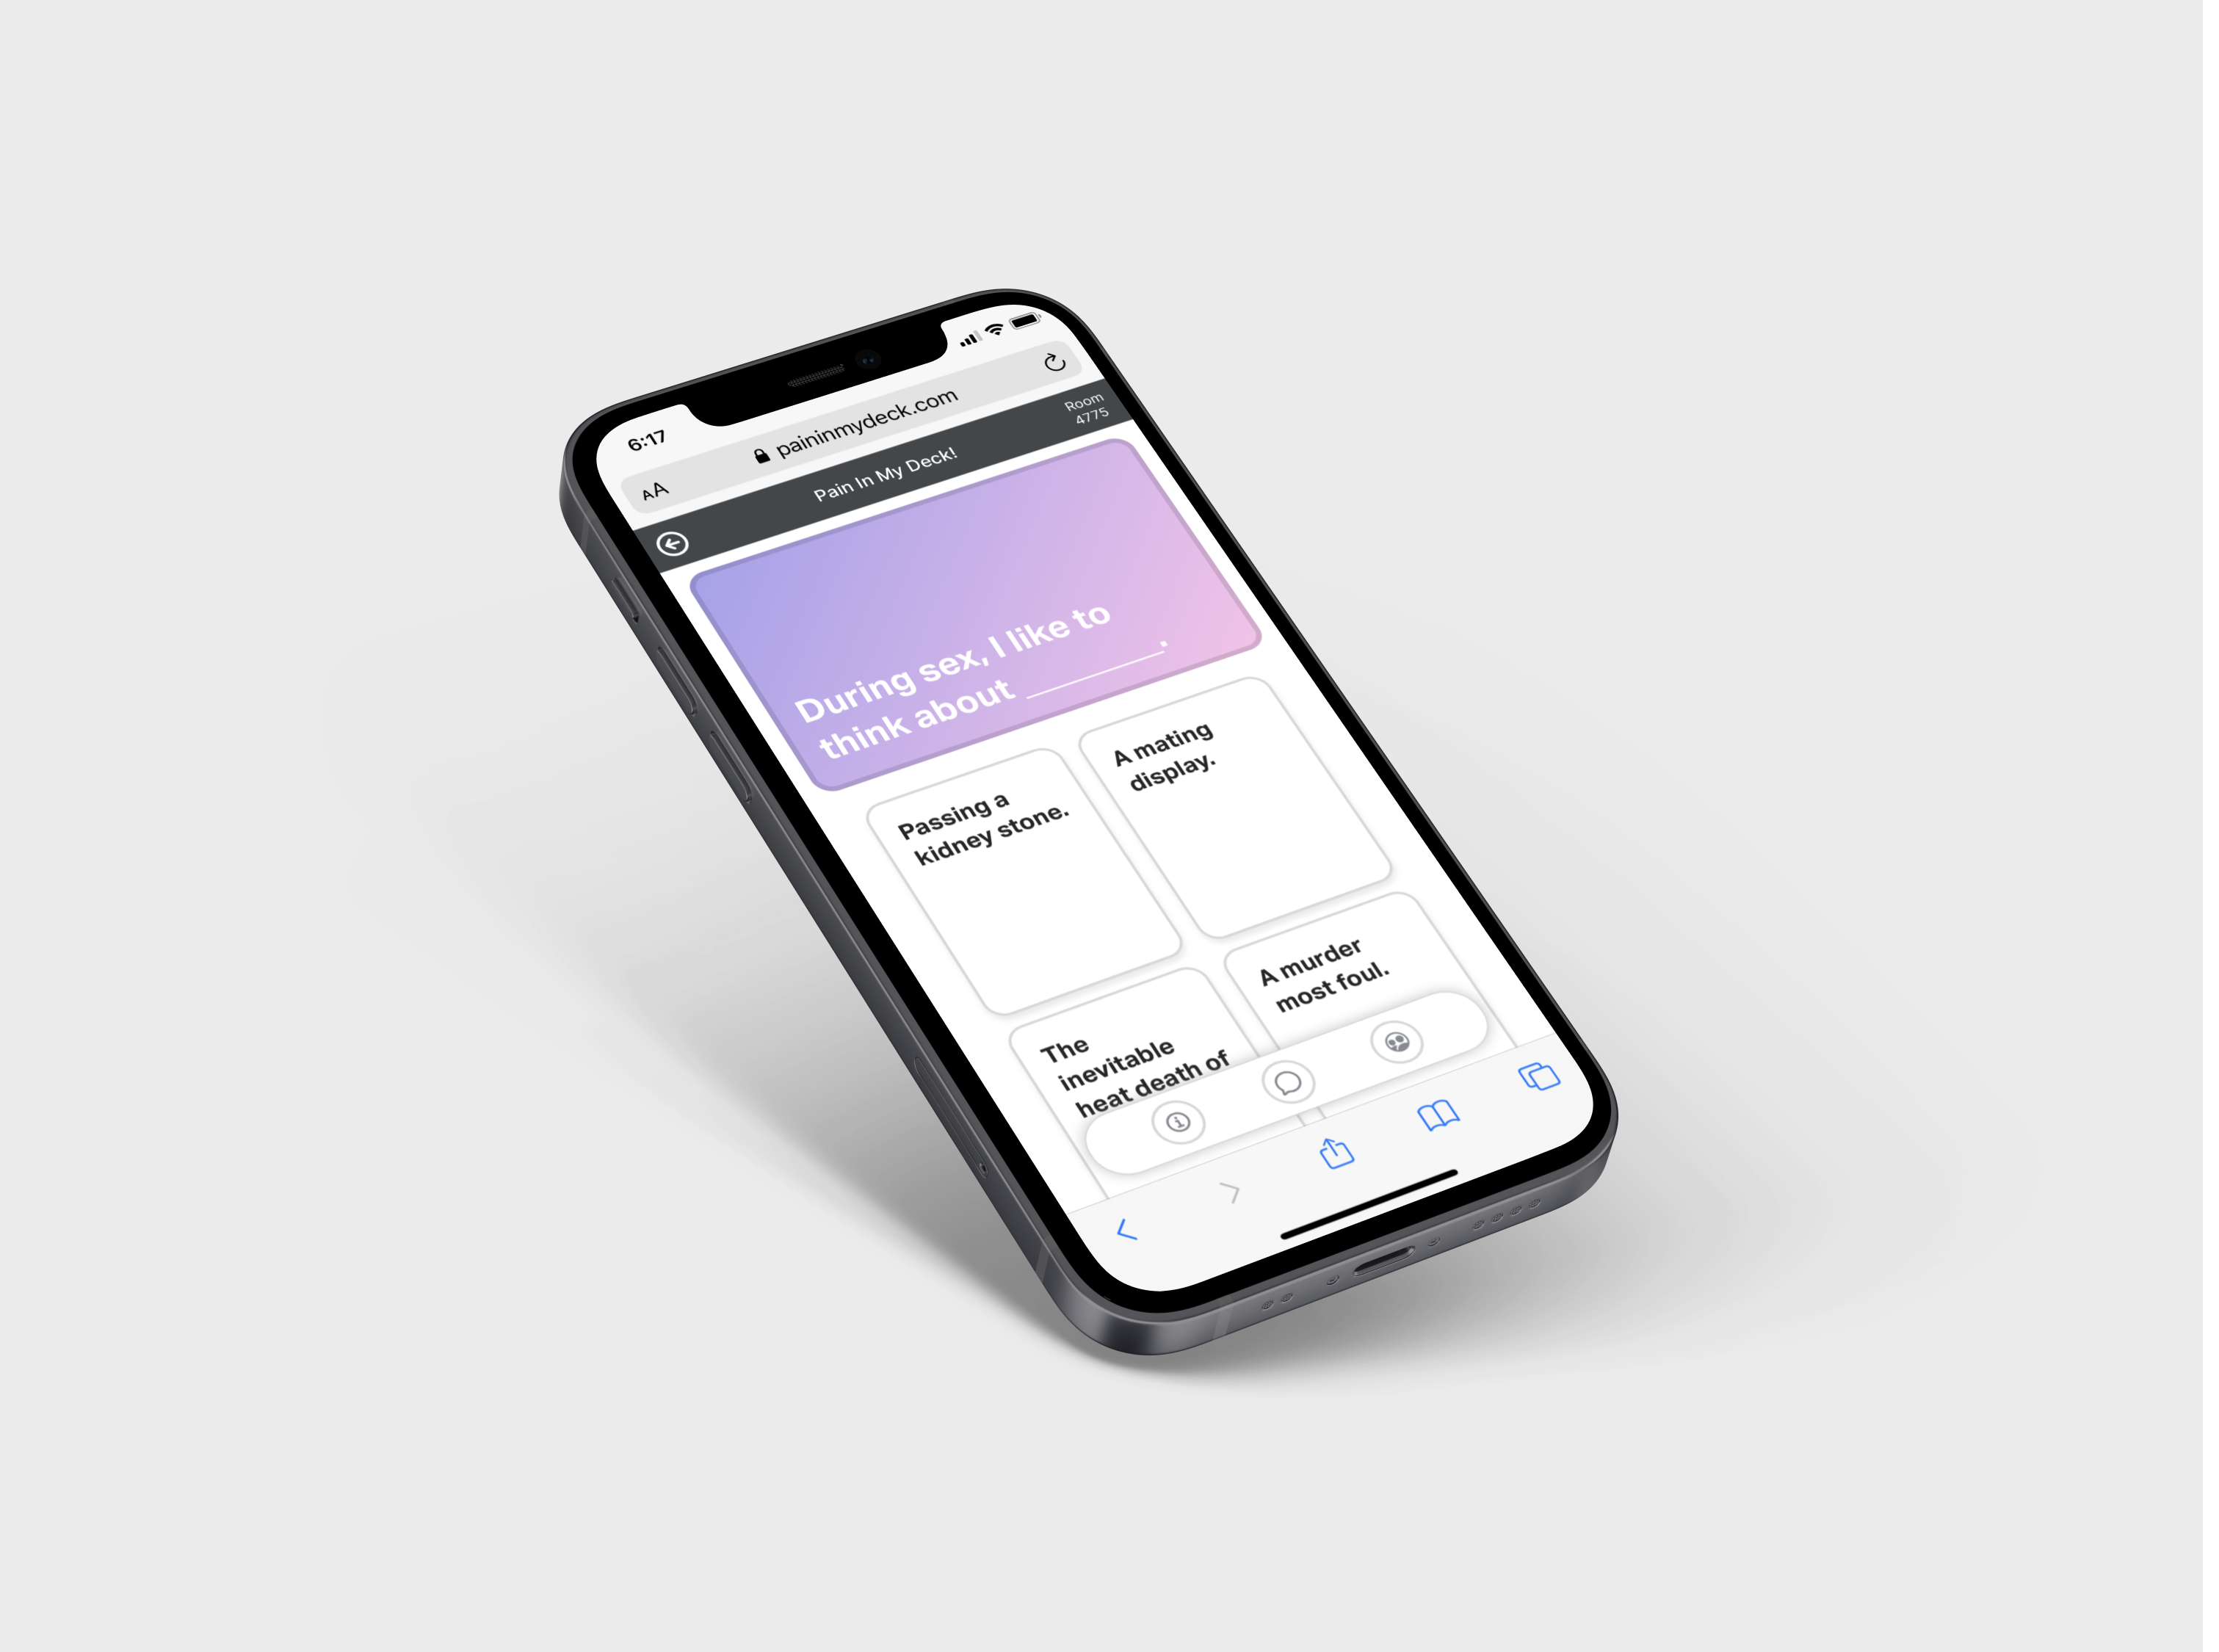 6:17
AA
paininmydeck.com
Pain In My Deck!
Room
4775
During sex, I like to
think about ________.
Passing a
kidney stone.
A mating
display.
The
inevitable
heat death of
A murder
most foul.